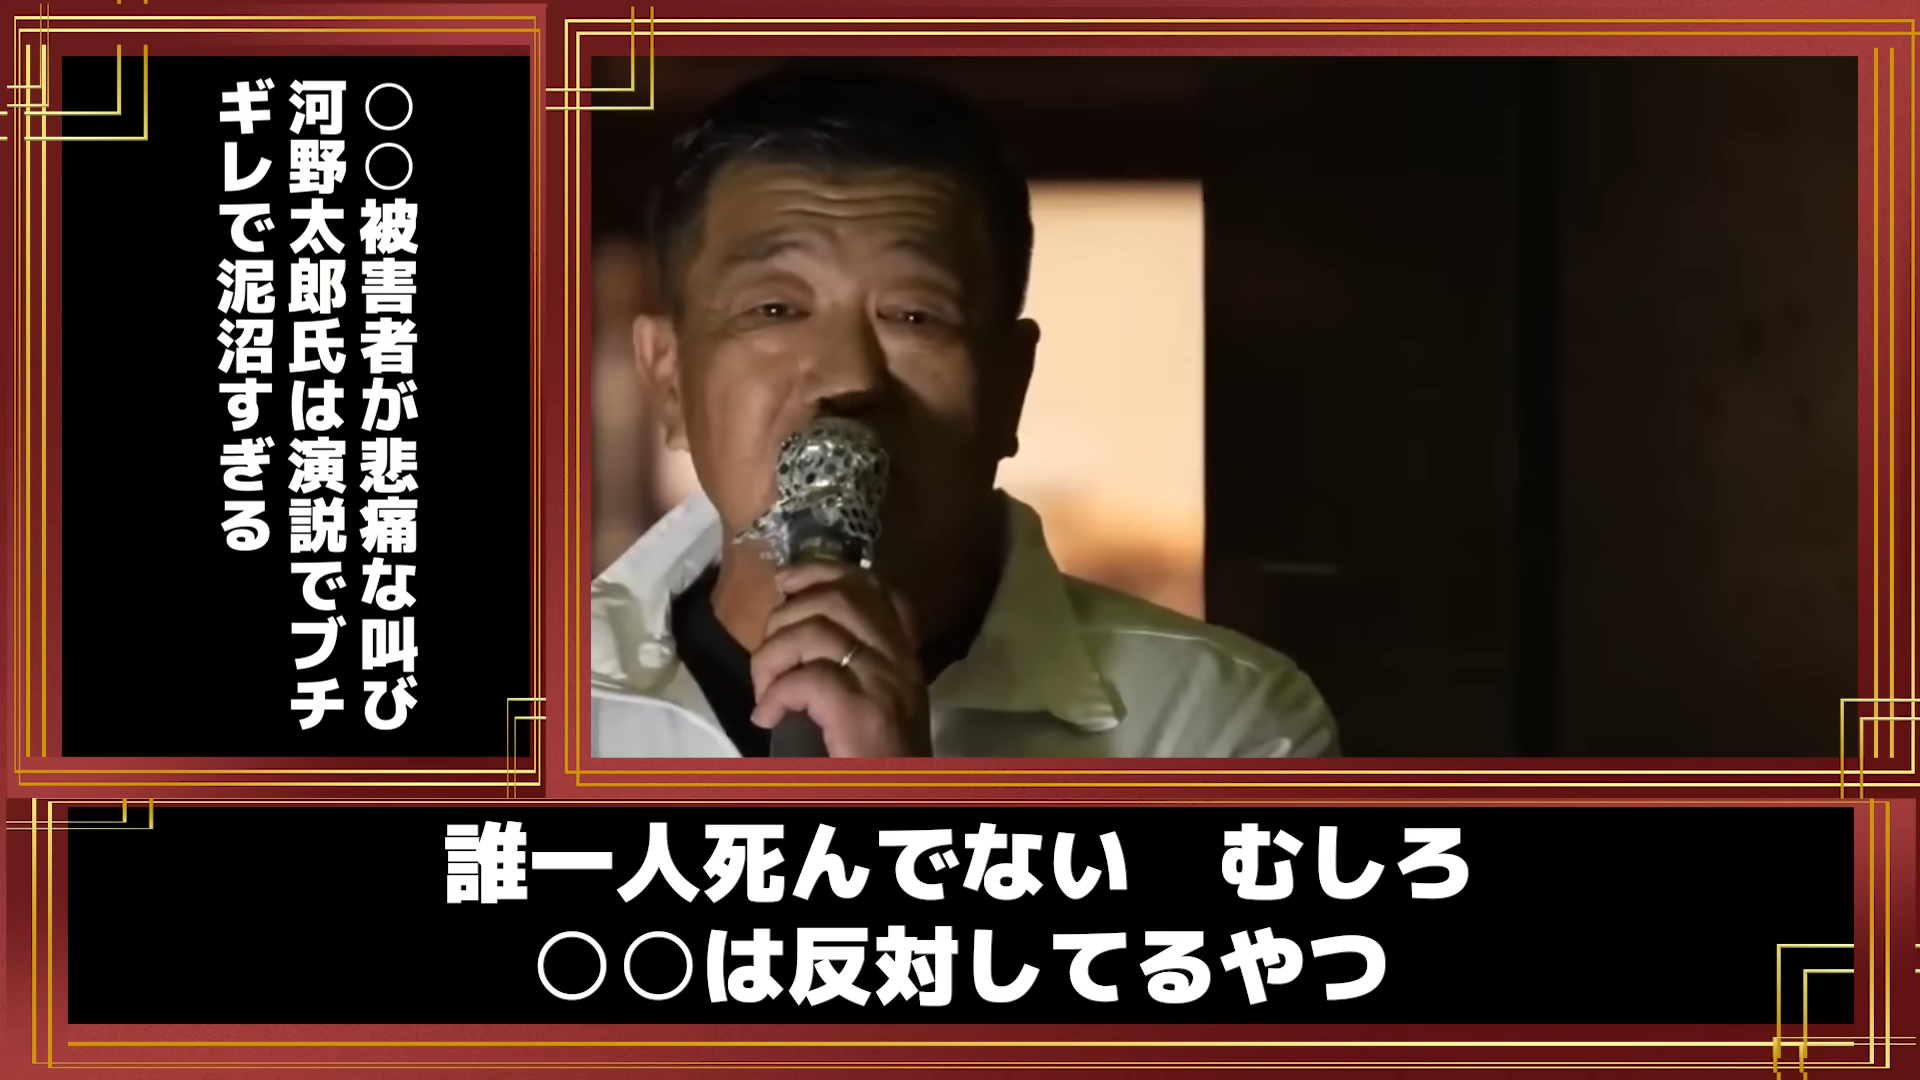 ○○被害者が悲痛な叫び
河野太郎氏は演説でブチ
ギレで泥沼すぎる
誰一人死んでない　むしろ
○○は反対してるやつ